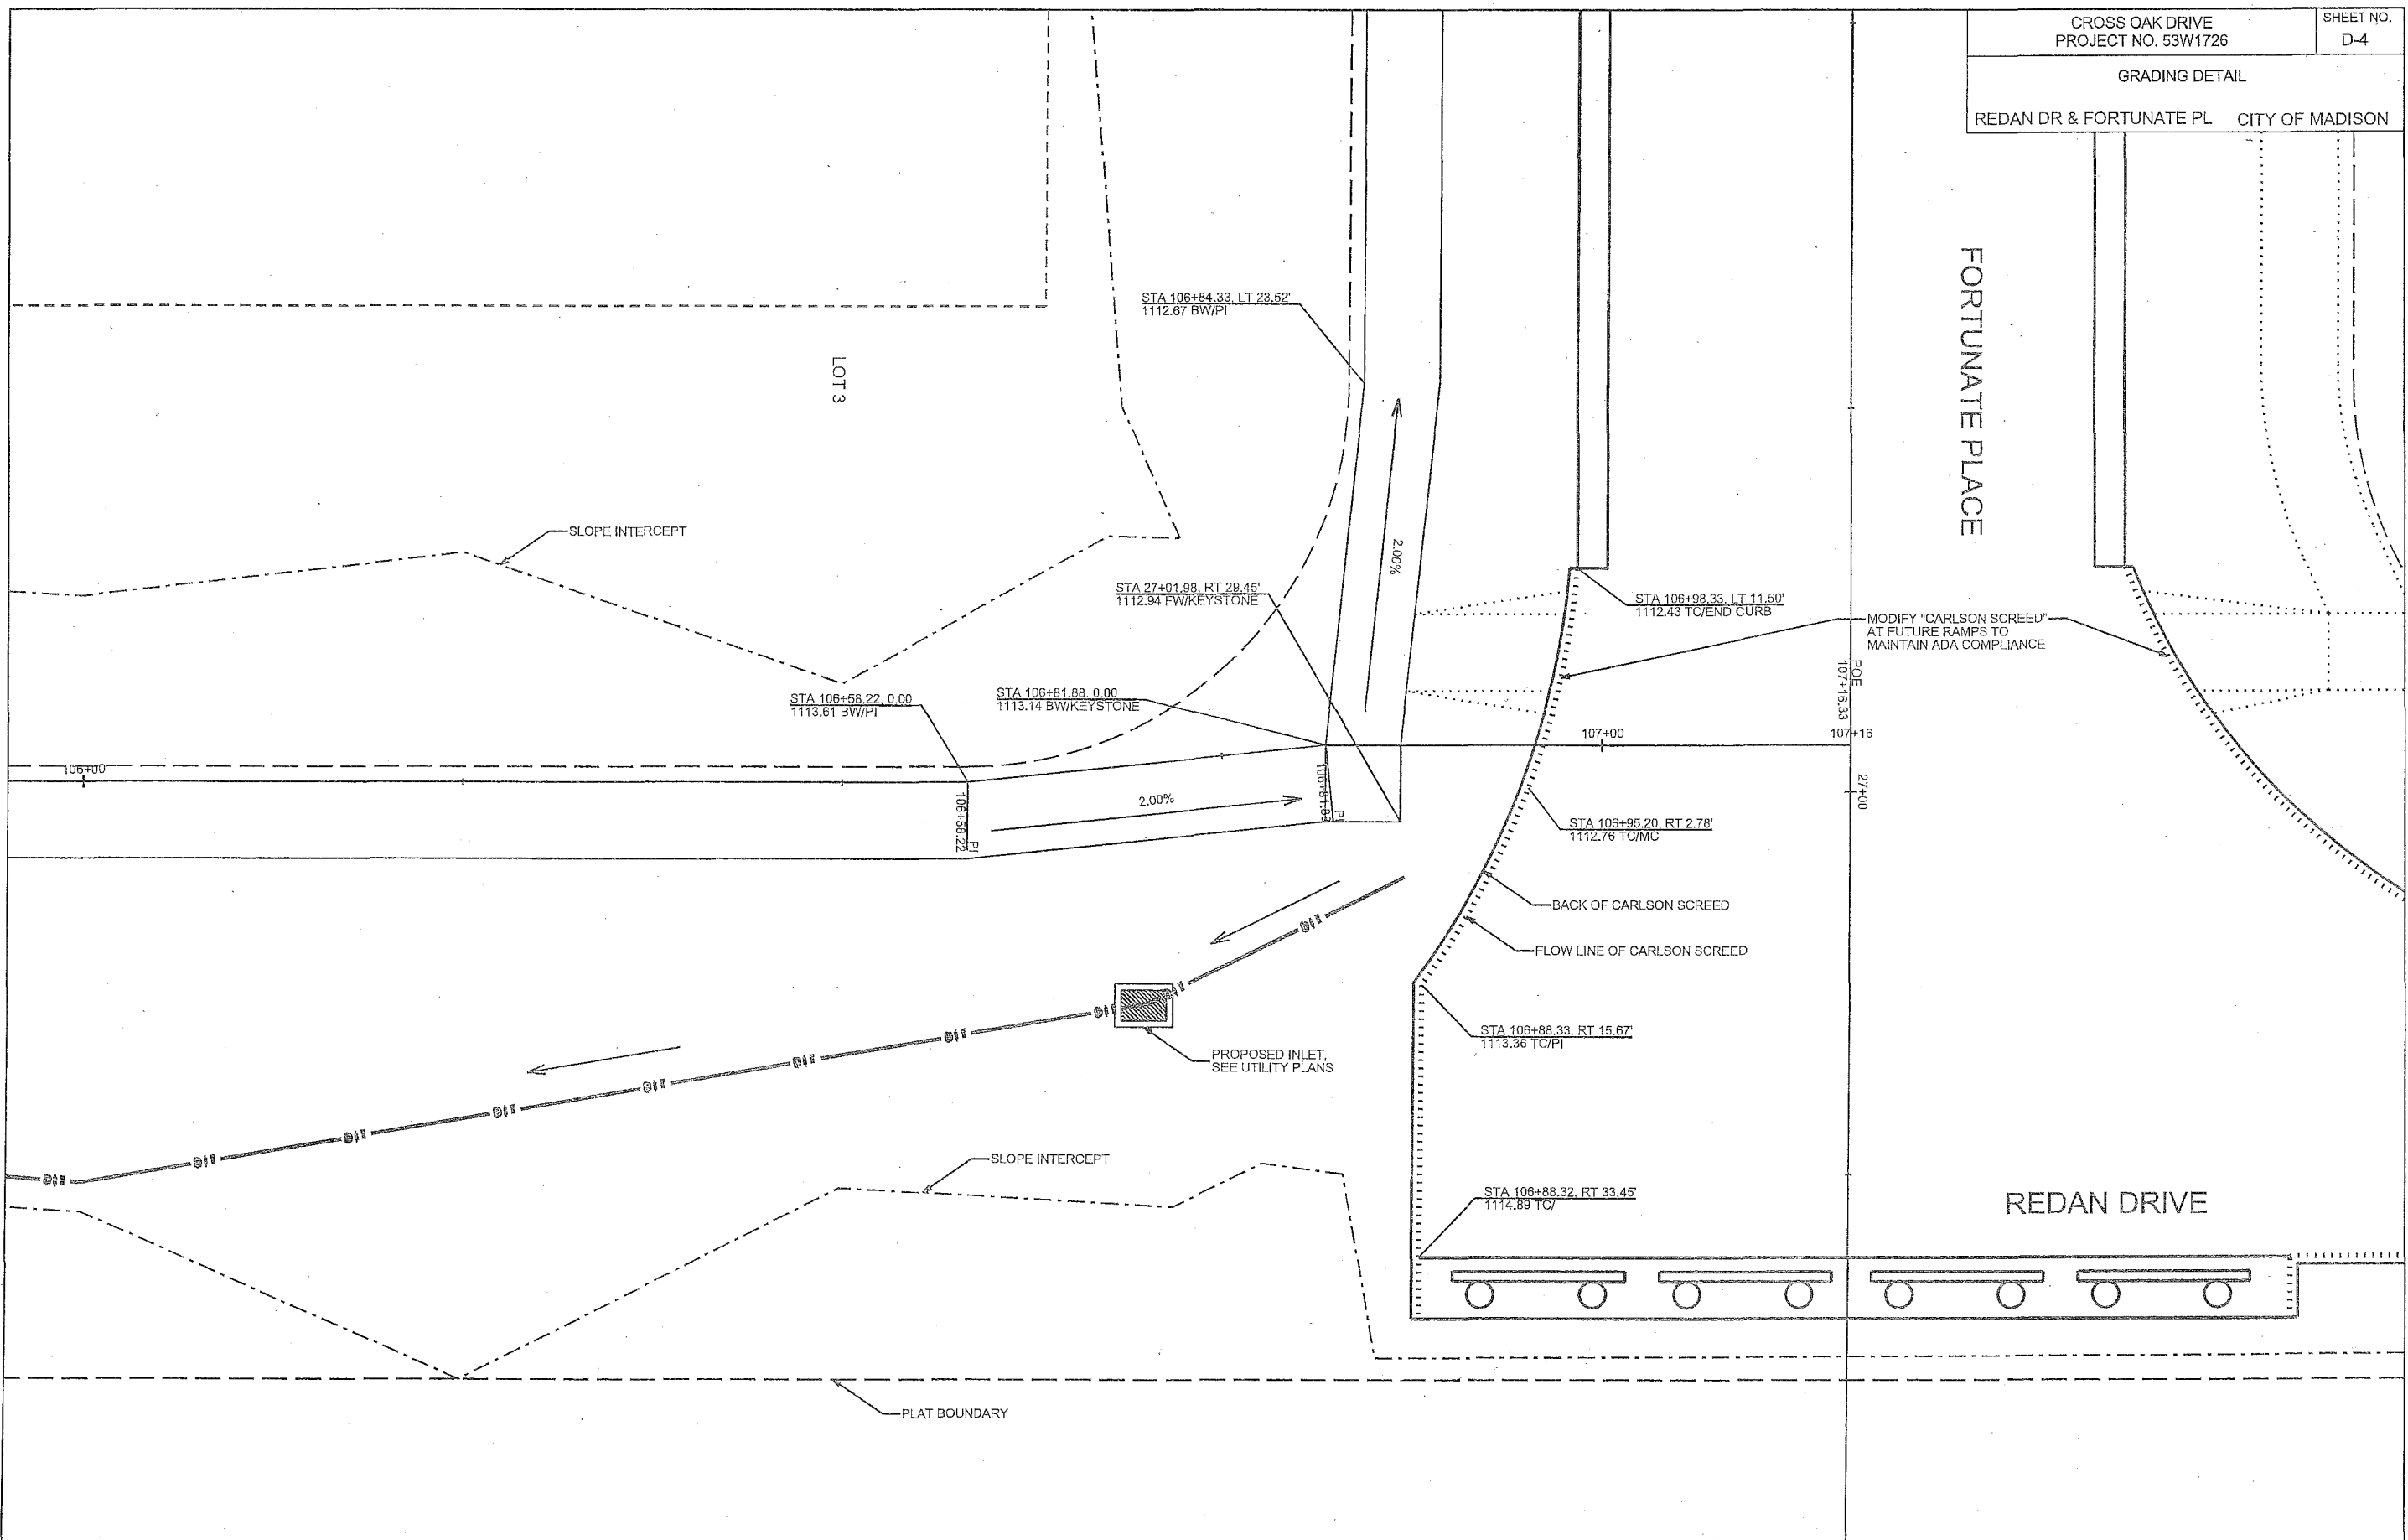 CROSS OAK DRIVE
PROJECT NO. 53W1726
SHEET NO.
D-4
GRADING DETAIL
REDAN DR & FORTUNATE PL CITY OF MADISON
STA 106+84.33, LT 23.52'
1112.67 BW/PI
FORTUNATE PLACE
LOT 3
SLOPE INTERCEPT
2.00%
STA 27+01.98, RT 29.45'
1112.94 FW/KEYSTONE
STA 106+98.33, LT 11.50'
1112.43 TC/END CURB
MODIFY "CARLSON SCREED"
AT FUTURE RAMPS TO
MAINTAIN ADA COMPLIANCE
POE
107+16.33
STA 106+58.22, 0.00
1113.61 BW/PI
STA 106+81.88, 0.00
1113.14 BW/KEYSTONE
107+00
107+16
106+00
27+00
2.00%
PI
106+58.22
PI
106+81.88
STA 106+95.20, RT 2.78'
1112.76 TC/MC
BACK OF CARLSON SCREED
FLOW LINE OF CARLSON SCREED
STA 106+88.33, RT 15.67'
1113.36 TC/PI
PROPOSED INLET,
SEE UTILITY PLANS
SLOPE INTERCEPT
STA 106+88.32, RT 33.45'
1114.89 TC/
REDAN DRIVE
PLAT BOUNDARY